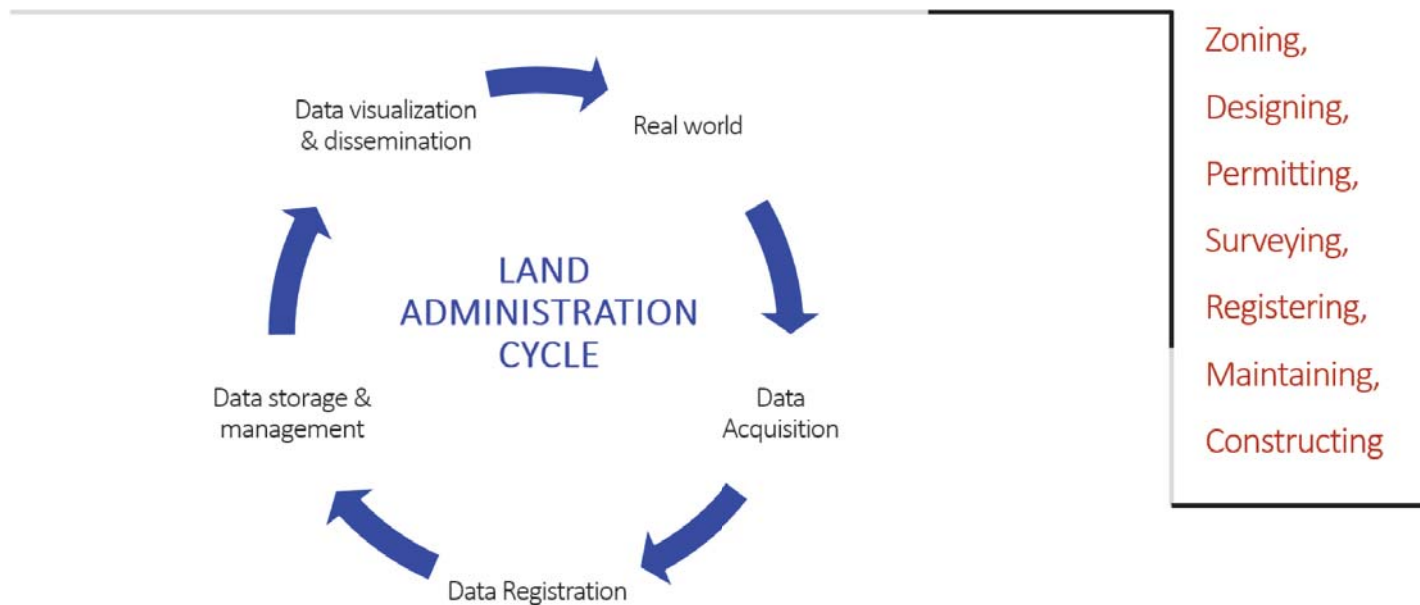 Data visualization
& dissemination
Real world
LAND
ADMINISTRATION
CYCLE
Data storage &
management
Data
Acquisition
Data Registration
Zoning,
Designing,
Permitting,
Surveying,
Registering,
Maintaining,
Constructing